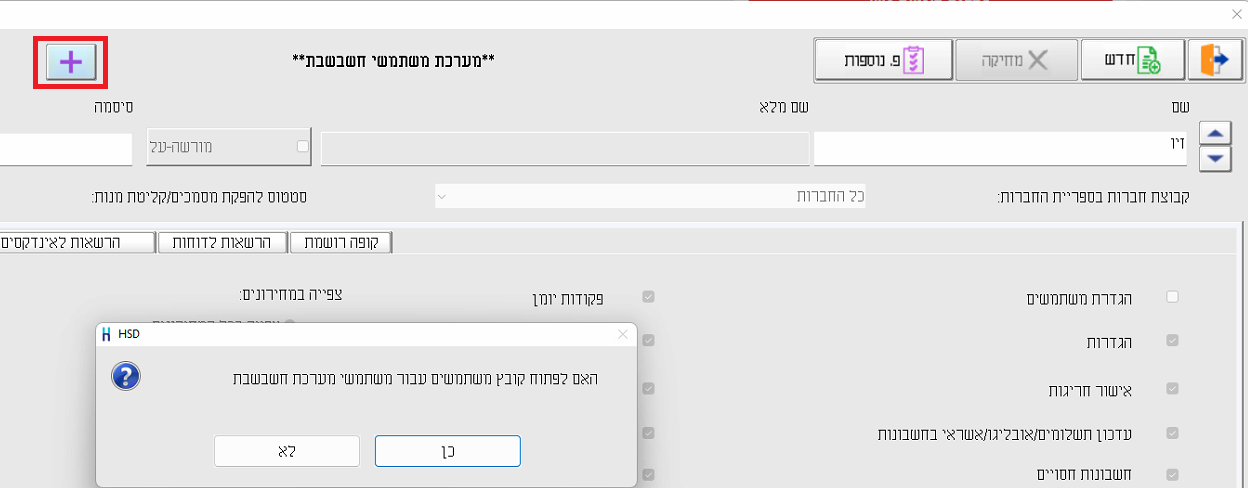 **מערכת משתמשי חשבשבת**
חדש
מחיקה
פ. נוספות
שם
שם מלא
סיסמה
זיו
מורשה-על
קבוצת חברות בספריית החברות:
כל החברות
סטטוס להפקת מסמכים/קליטת מנות:
קופה רושמת
הרשאות לדוחות
הרשאות לאינדקסים
הגדרת משתמשים
פקודות יומן
צפייה במחירונים:
הגדרות
אישור חריגות
עדכון תשלומים/אובליגו/אשראי בחשבונות
חשבונות חסויים
HSD
האם לפתוח קובץ משתמשים עבור משתמשי מערכת חשבשבת
כן
לא